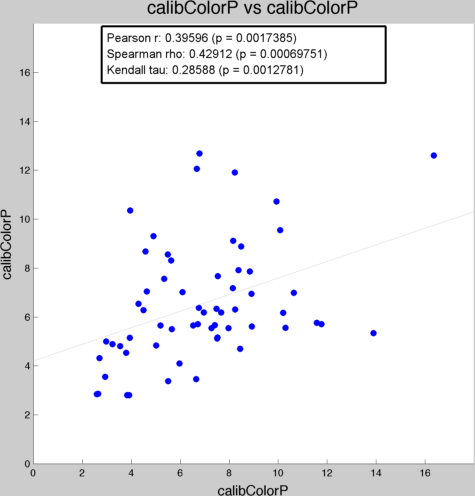 calibColorP vs calibColorP
Pearson r: 0.39596 (p = 0.0017385)
Spearman rho: 0.42912 (p = 0.00069751)
Kendall tau: 0.28588 (p = 0.0012781)
16
14
12
10
8
6
4
2
0
calibColorP
0 2 4 6 8 10 12 14 16
calibColorP